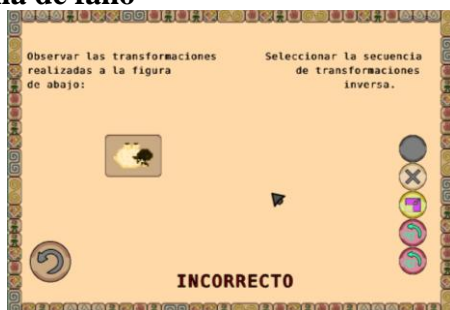 Observar las transformaciones
realizadas a la figura
de abajo:
Seleccionar la secuencia
de transformaciones
inversa.
INCORRECTO